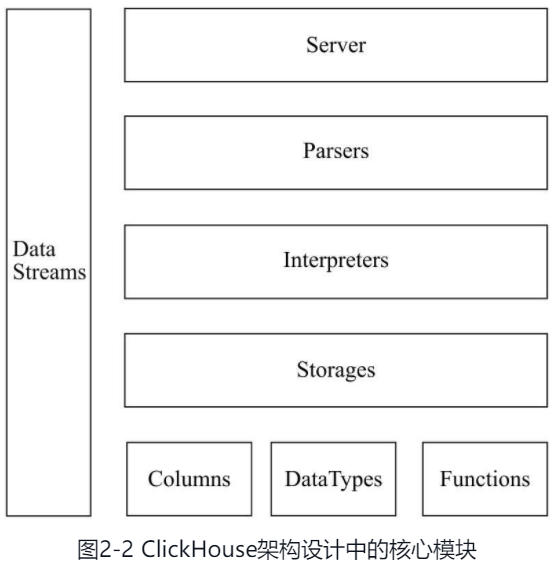 Server
Parsers
Data
Streams
Interpreters
Storages
Columns
DataTypes
Functions
图2-2 ClickHouse架构设计中的核心模块